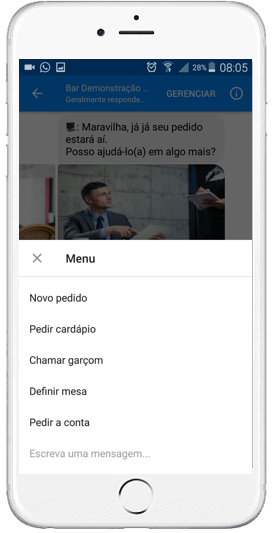 28% 08:05
Bar Demonstração ...
Geralmente responde...
GERENCIAR
: Maravilha, já já seu pedido
estará aí.
Posso ajudá-lo(a) em algo mais?
Menu
Novo pedido
Pedir cardápio
Chamar garçom
Definir mesa
Pedir a conta
Escreva uma mensagem...